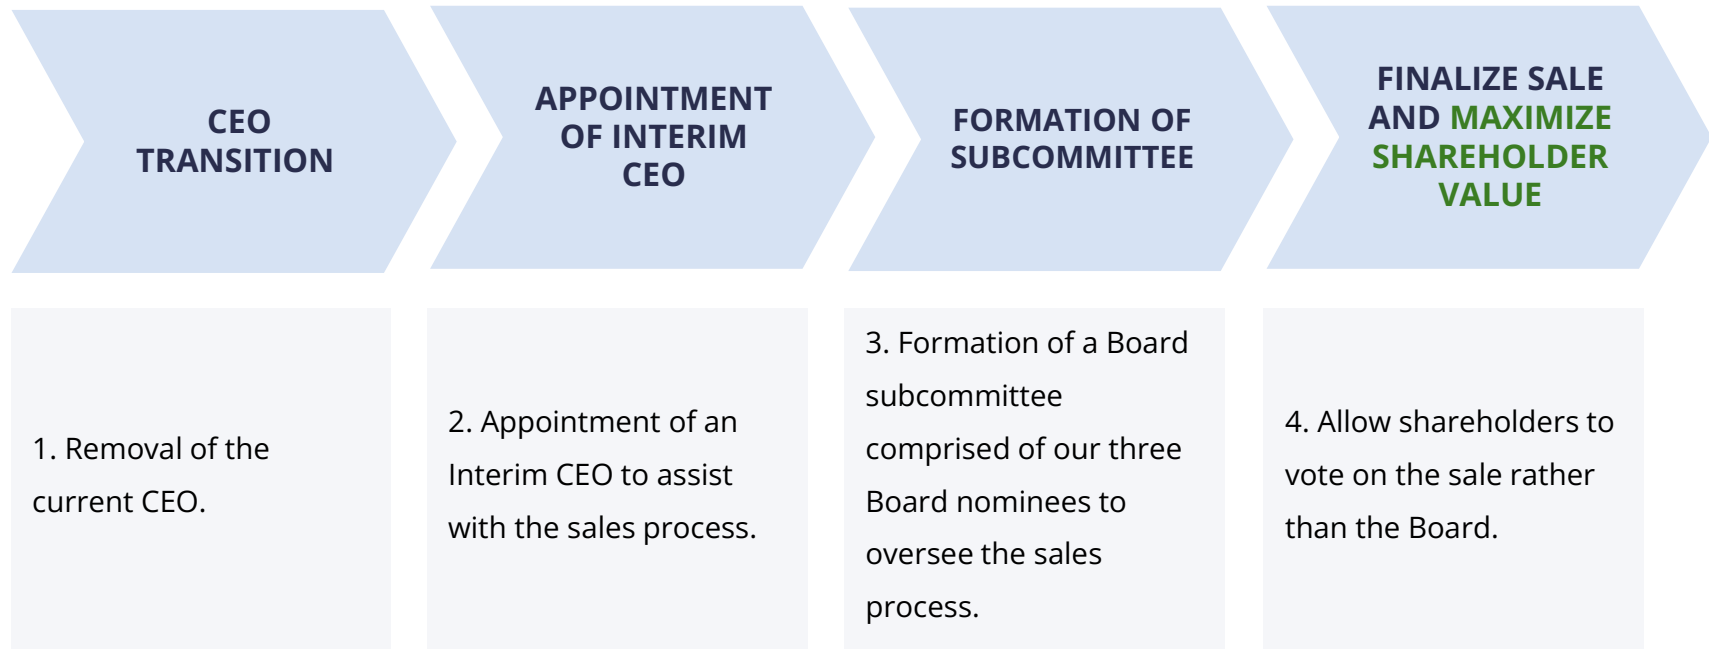 CEO
TRANSITION
APPOINTMENT
OF INTERIM
CEO
FORMATION OF
SUBCOMMITTEE
FINALIZE SALE
AND MAXIMIZE
SHAREHOLDER
VALUE
1. Removal of the
current CEO.
2. Appointment of an
Interim CEO to assist
with the sales process.
3. Formation of a Board
subcommittee
comprised of our three
Board nominees to
oversee the sales
process.
4. Allow shareholders to
vote on the sale rather
than the Board.